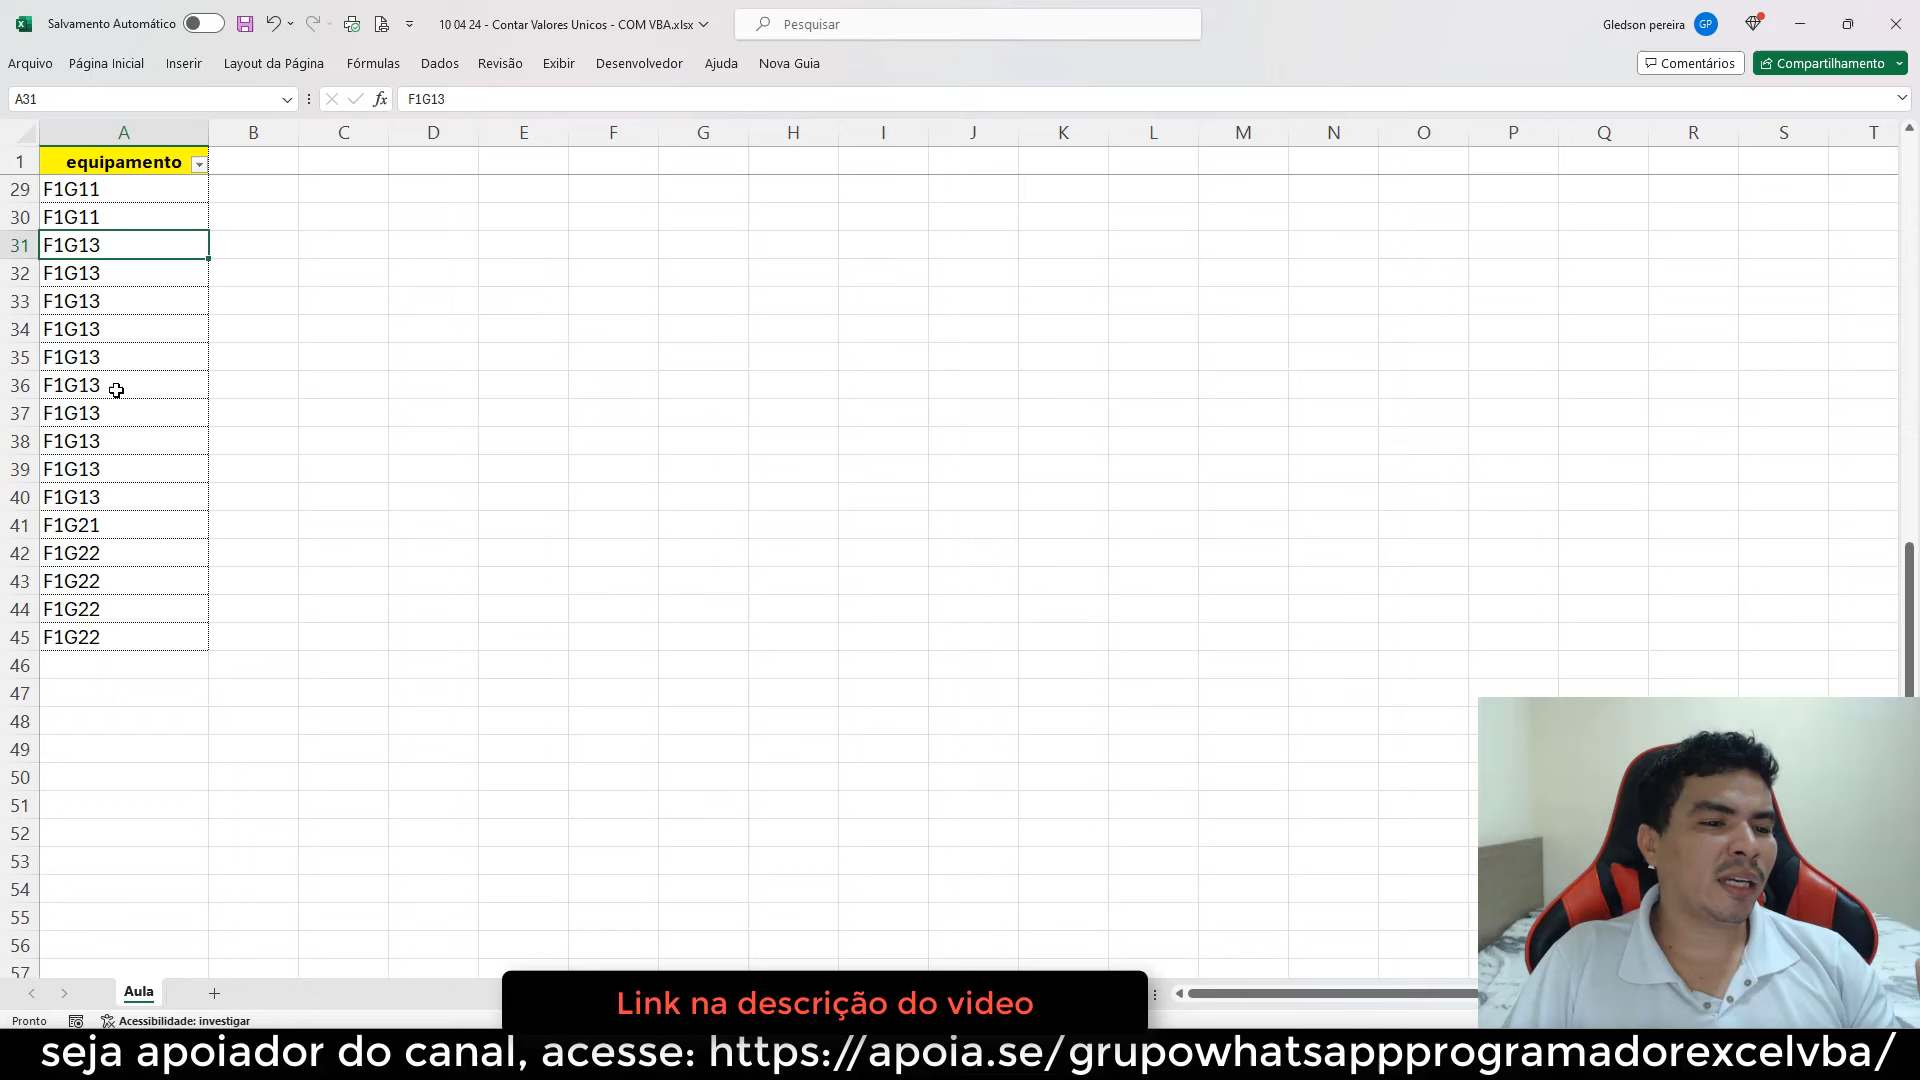 Salvamento Automático
10 04 24 - Contar Valores Unicos - COM VBA.xlsx
Pesquisar
Gledson pereira
GP
Arquivo Página Inicial Inserir Layout da Página Fórmulas Dados Revisão Exibir Desenvolvedor Ajuda Nova Guia
Comentários
Compartilhamento
A31
fx
F1G13
A B C D E F G H I J K L M N O P Q R S T
1 equipamento
29 F1G11
30 F1G11
31 F1G13
32 F1G13
33 F1G13
34 F1G13
35 F1G13
36 F1G13
37 F1G13
38 F1G13
39 F1G13
40 F1G13
41 F1G21
42 F1G22
43 F1G22
44 F1G22
45 F1G22
46
47
48
49
50
51
52
53
54
55
56
57
Aula
Link na descrição do video
Pronto
Acessibilidade: investigar
seja apoiador do canal, acesse: https://apoia.se/grupowhatsappprogramadorexcelvba/